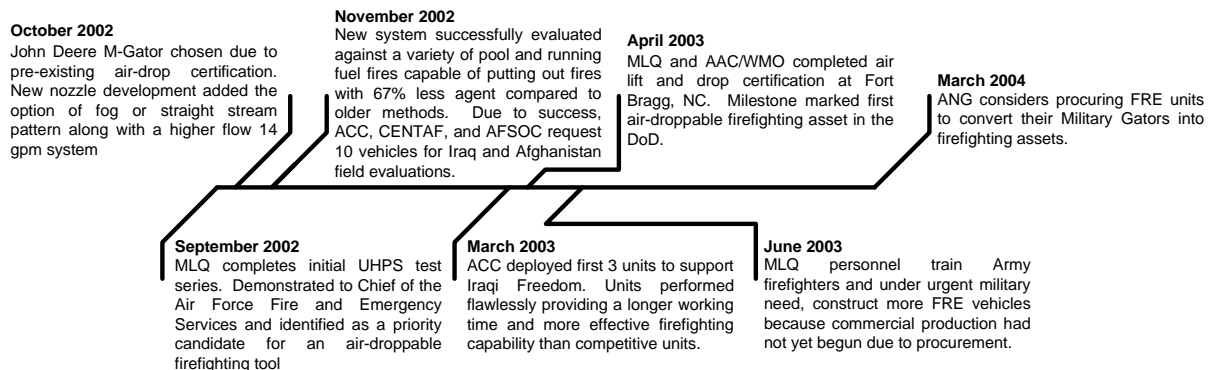 October 2002
John Deere M-Gator chosen due to
pre-existing air-drop certification.
New nozzle development added the
option of fog or straight stream
pattern along with a higher flow 14
gpm system
November 2002
New system successfully evaluated
against a variety of pool and running
fuel fires capable of putting out fires
with 67% less agent compared to
older methods. Due to success,
ACC, CENTAF, and AFSOC request
10 vehicles for Iraq and Afghanistan
field evaluations.
April 2003
MLQ and AAC/WMO completed air
lift and drop certification at Fort
Bragg, NC. Milestone marked first
air-droppable firefighting asset in the
DoD.
March 2004
ANG considers procuring FRE units
to convert their Military Gators into
firefighting assets.
September 2002
MLQ completes initial UHPS test
series. Demonstrated to Chief of the
Air Force Fire and Emergency
Services and identified as a priority
candidate for an air-droppable
firefighting tool
March 2003
ACC deployed first 3 units to support
Iraqi Freedom. Units performed
flawlessly providing a longer working
time and more effective firefighting
capability than competitive units.
June 2003
MLQ personnel train Army
firefighters and under urgent military
need, construct more FRE vehicles
because commercial production had
not yet begun due to procurement.